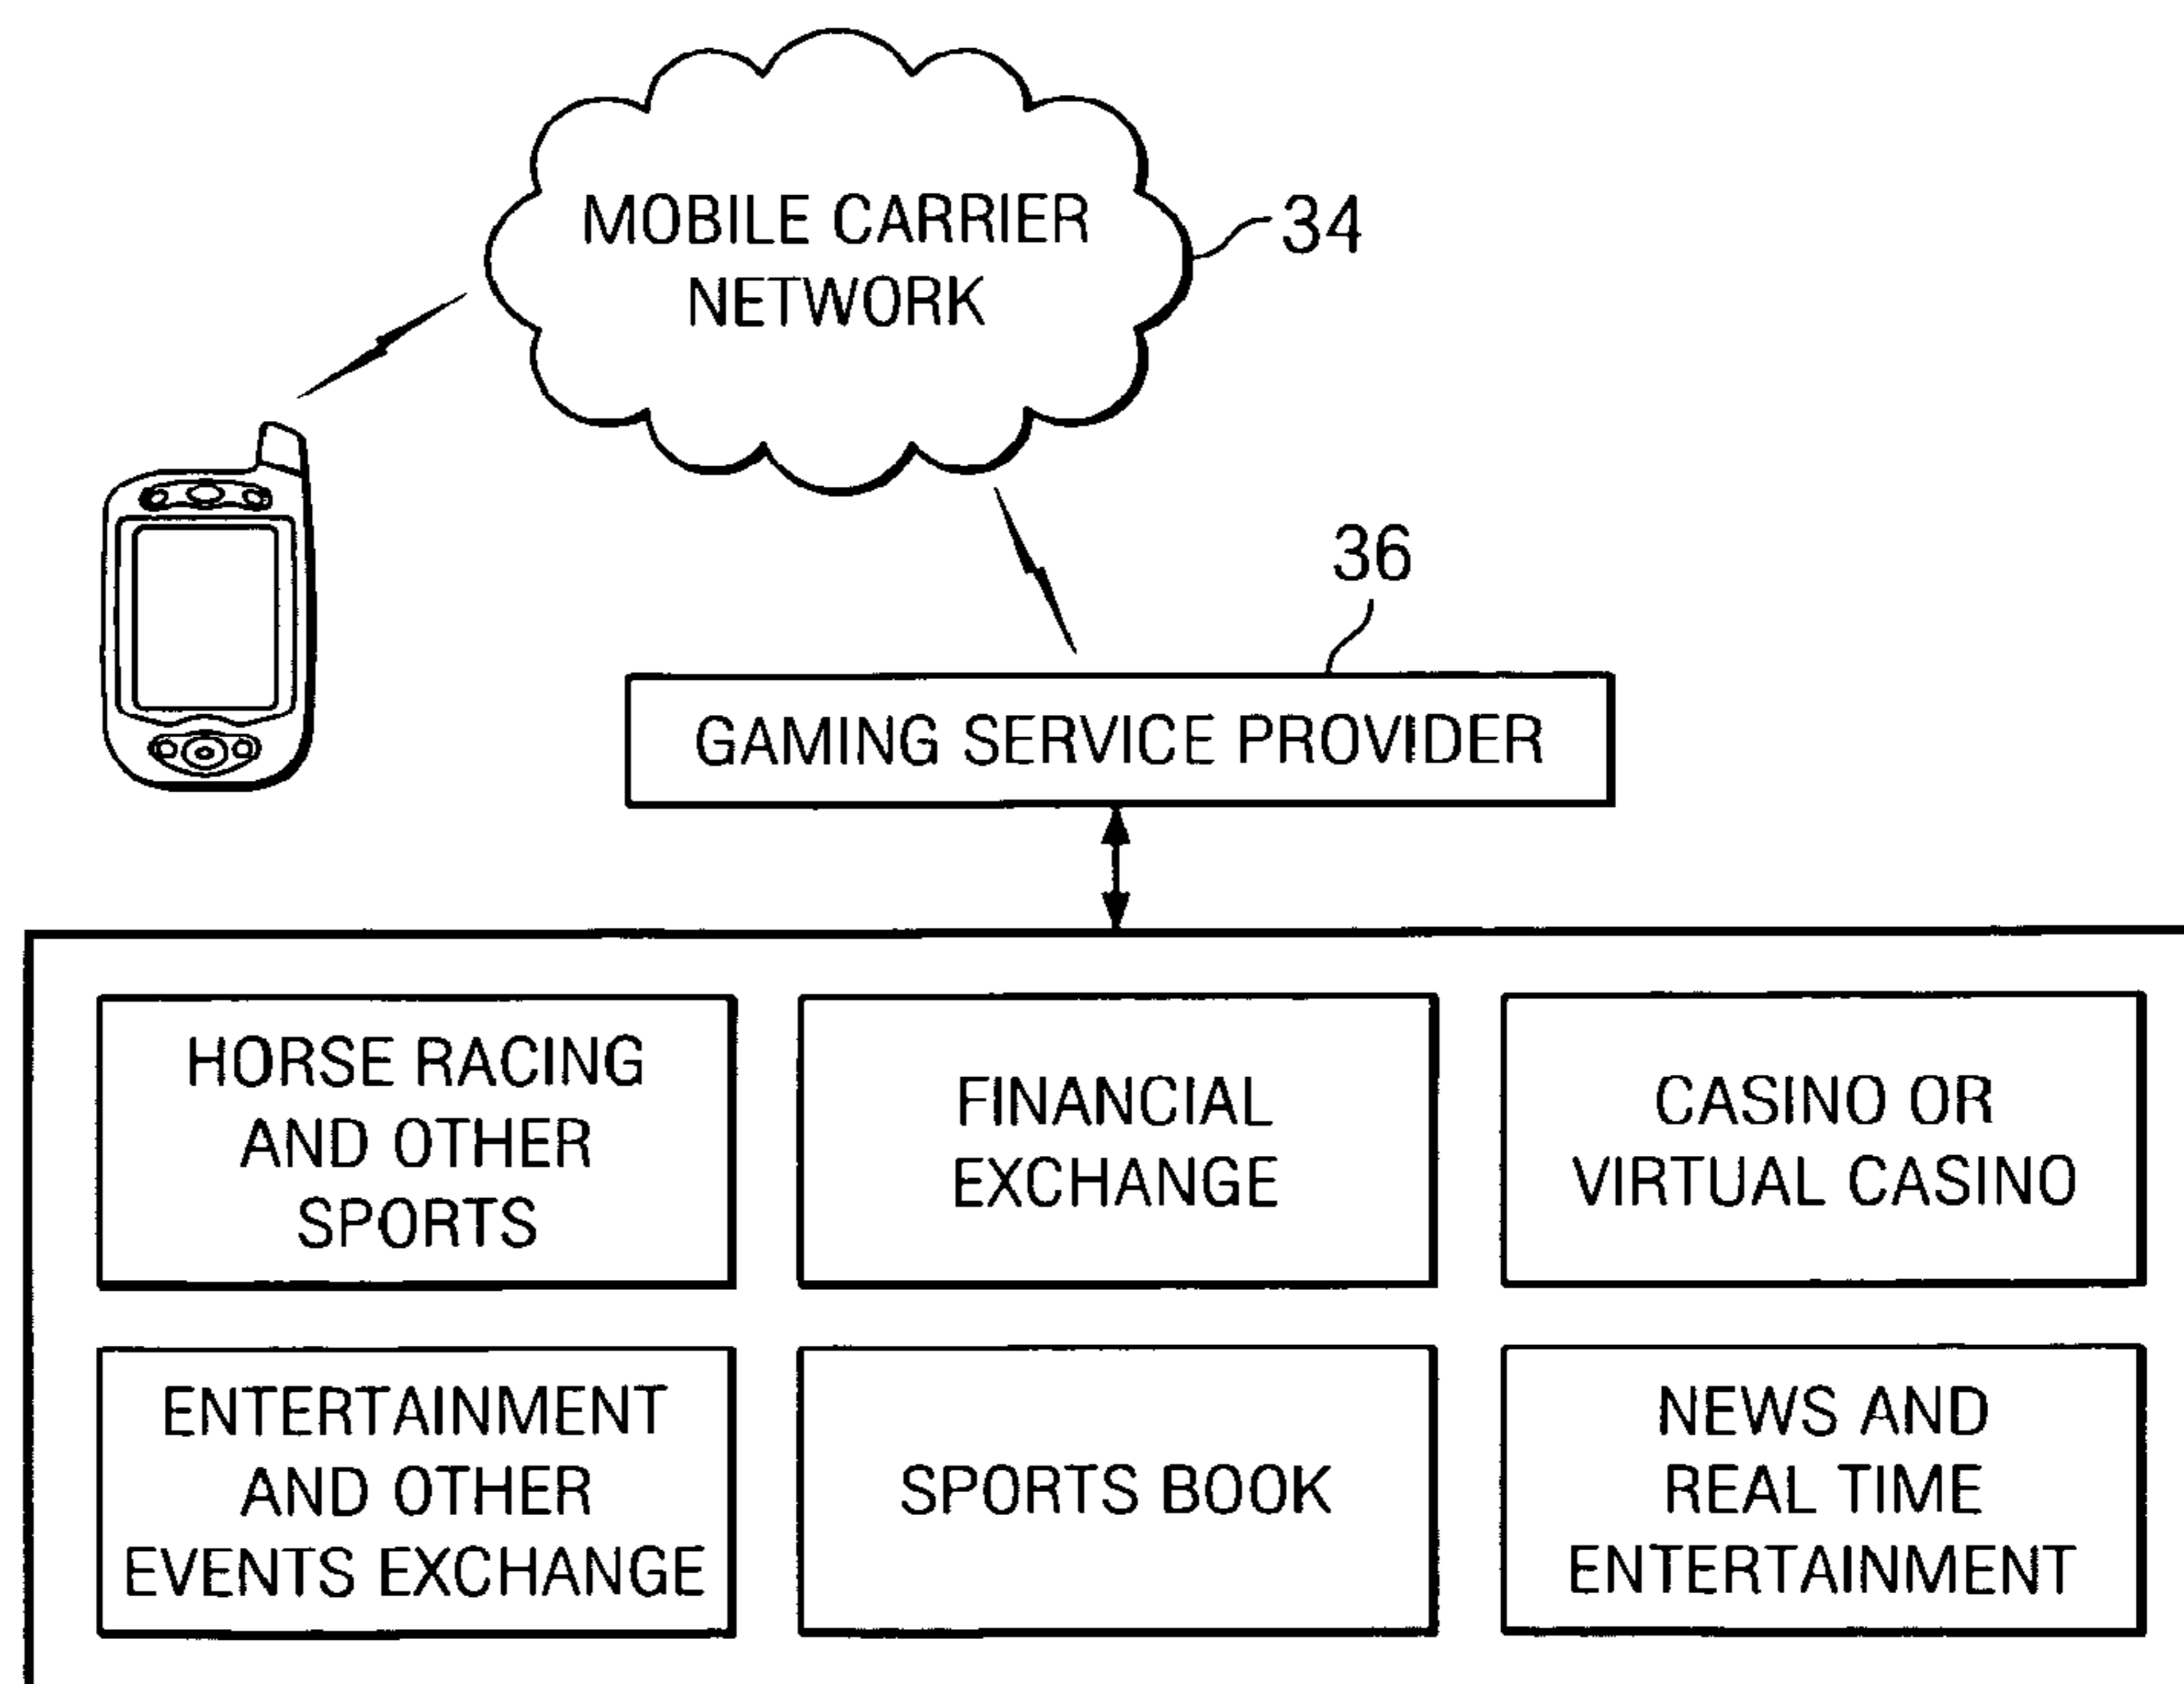 MOBILE CARRIER
NETWORK
34
36
GAMING SERVICE PROVIDER
HORSE RACING
AND OTHER
SPORTS
FINANCIAL
EXCHANGE
CASINO OR
VIRTUAL CASINO
ENTERTAINMENT
AND OTHER
EVENTS EXCHANGE
SPORTS BOOK
NEWS AND
REAL TIME
ENTERTAINMENT